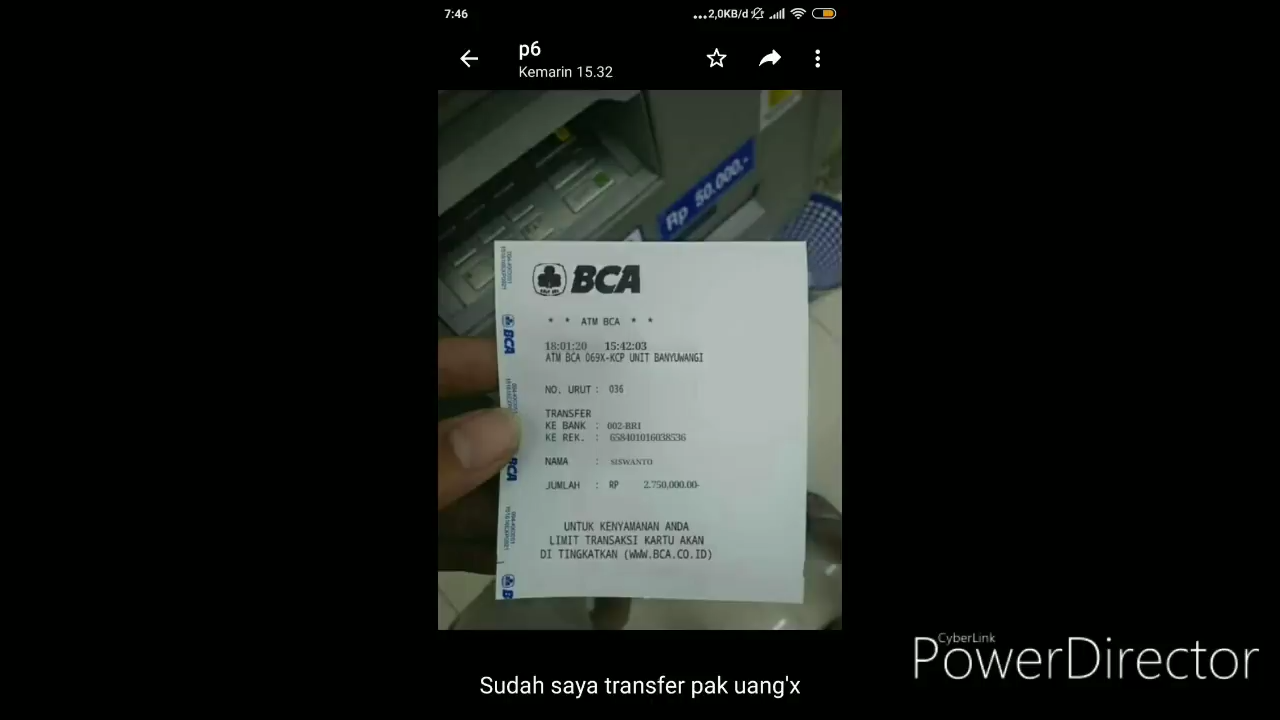 7:46
...2,0KB/d
p6
Kemarin 15.32
Rp 50.000,-
BCA
* * ATM BCA * *
18:01:20 15:42:03
ATM BCA 069X-KCP UNIT BANYUWANGI
NO. URUT : 036
TRANSFER
KE BANK : 002-BRI
KE REK. : 658401016038536
NAMA : SISWANTO
JUMLAH : RP 2.750,000.00-
UNTUK KENYAMANAN ANDA
LIMIT TRANSAKSI KARTU AKAN
DI TINGKATKAN (WWW.BCA.CO.ID)
BCA
BCA
Sudah saya transfer pak uang'x
CyberLink
PowerDirector